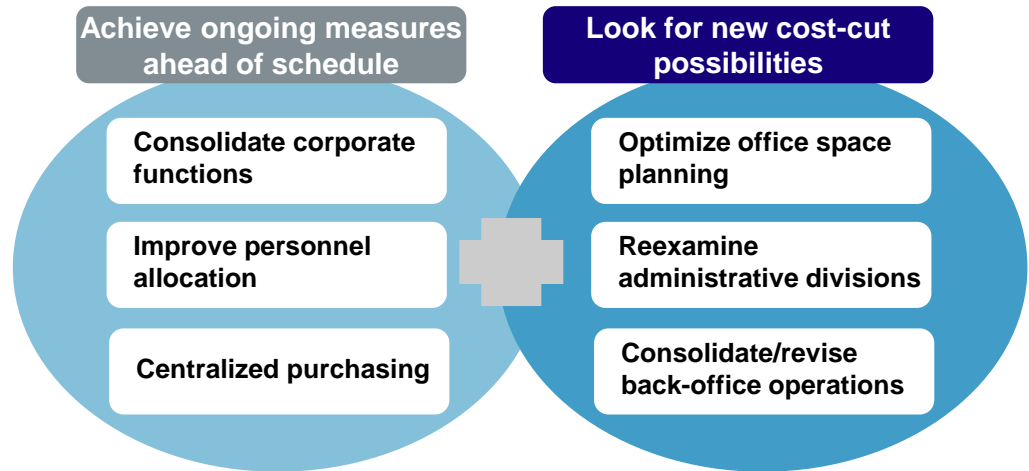 Achieve ongoing measures
ahead of schedule
Consolidate corporate
functions
Improve personnel
allocation
Centralized purchasing
Look for new cost-cut
possibilities
Optimize office space
planning
Reexamine
administrative divisions
Consolidate/revise
back-office operations